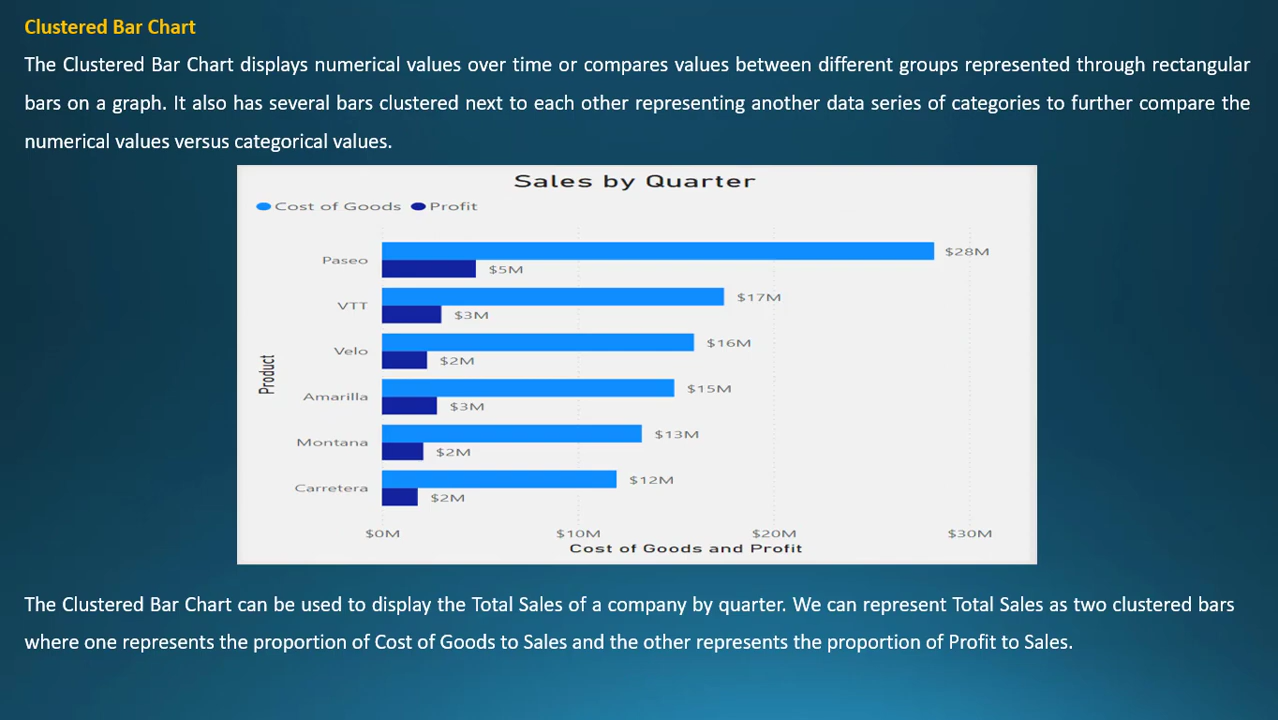 Clustered Bar Chart
The Clustered Bar Chart displays numerical values over time or compares values between different groups represented through rectangular
bars on a graph. It also has several bars clustered next to each other representing another data series of categories to further compare the
numerical values versus categorical values.
Sales by Quarter
Cost of Goods Profit
Paseo
$28M
$5M
VTT
$17M
$3M
Velo
$16M
$2M
Product
Amarilla
$15M
$3M
Montana
$13M
$2M
Carretera
$12M
$2M
$0M $10M $20M $30M
Cost of Goods and Profit
The Clustered Bar Chart can be used to display the Total Sales of a company by quarter. We can represent Total Sales as two clustered bars
where one represents the proportion of Cost of Goods to Sales and the other represents the proportion of Profit to Sales.